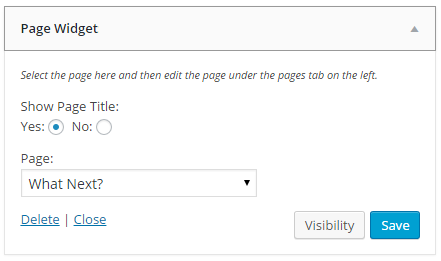 Page Widget
Select the page here and then edit the page under the pages tab on the left.
Show Page Title:
Yes: No:
Page:
What Next?
Delete | Close Visibility Save